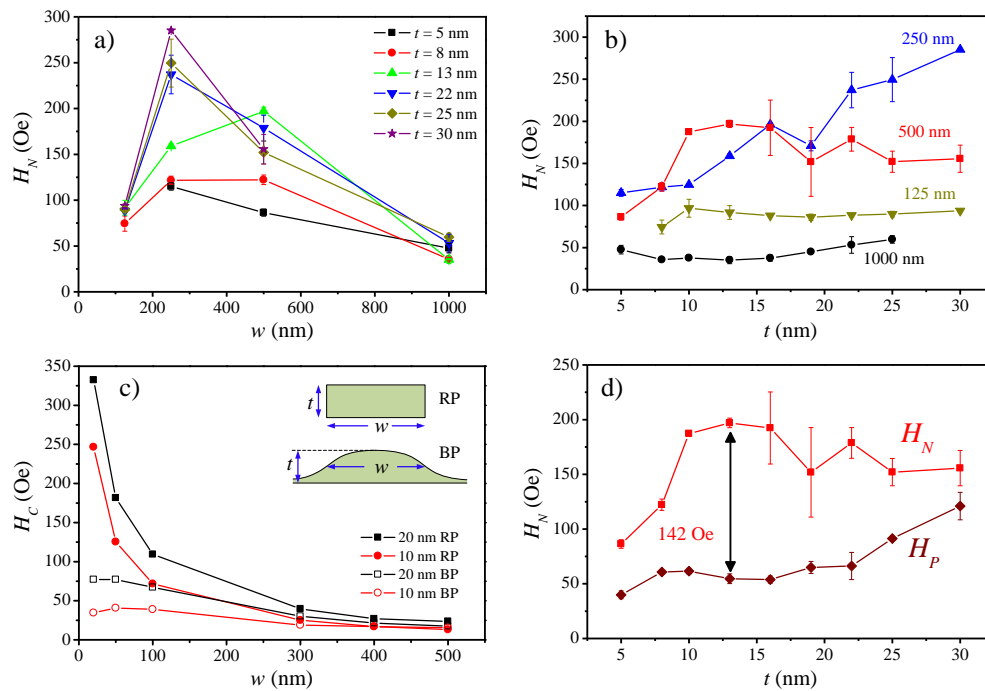 a)
H_N (Oe)
300
250
200
150
100
50
0
0 200 400 600 800 1000
w (nm)
t = 5 nm
t = 8 nm
t = 13 nm
t = 22 nm
t = 25 nm
t = 30 nm
b)
H_N (Oe)
300
250
200
150
100
50
0
5 10 15 20 25 30
t (nm)
250 nm
500 nm
125 nm
1000 nm
c)
H_C (Oe)
350
300
250
200
150
100
50
0
0 100 200 300 400 500
w (nm)
t
RP
w
BP
t
w
20 nm RP
10 nm RP
20 nm BP
10 nm BP
d)
H_N (Oe)
250
200
150
100
50
0
5 10 15 20 25 30
t (nm)
H_N
142 Oe
H_P